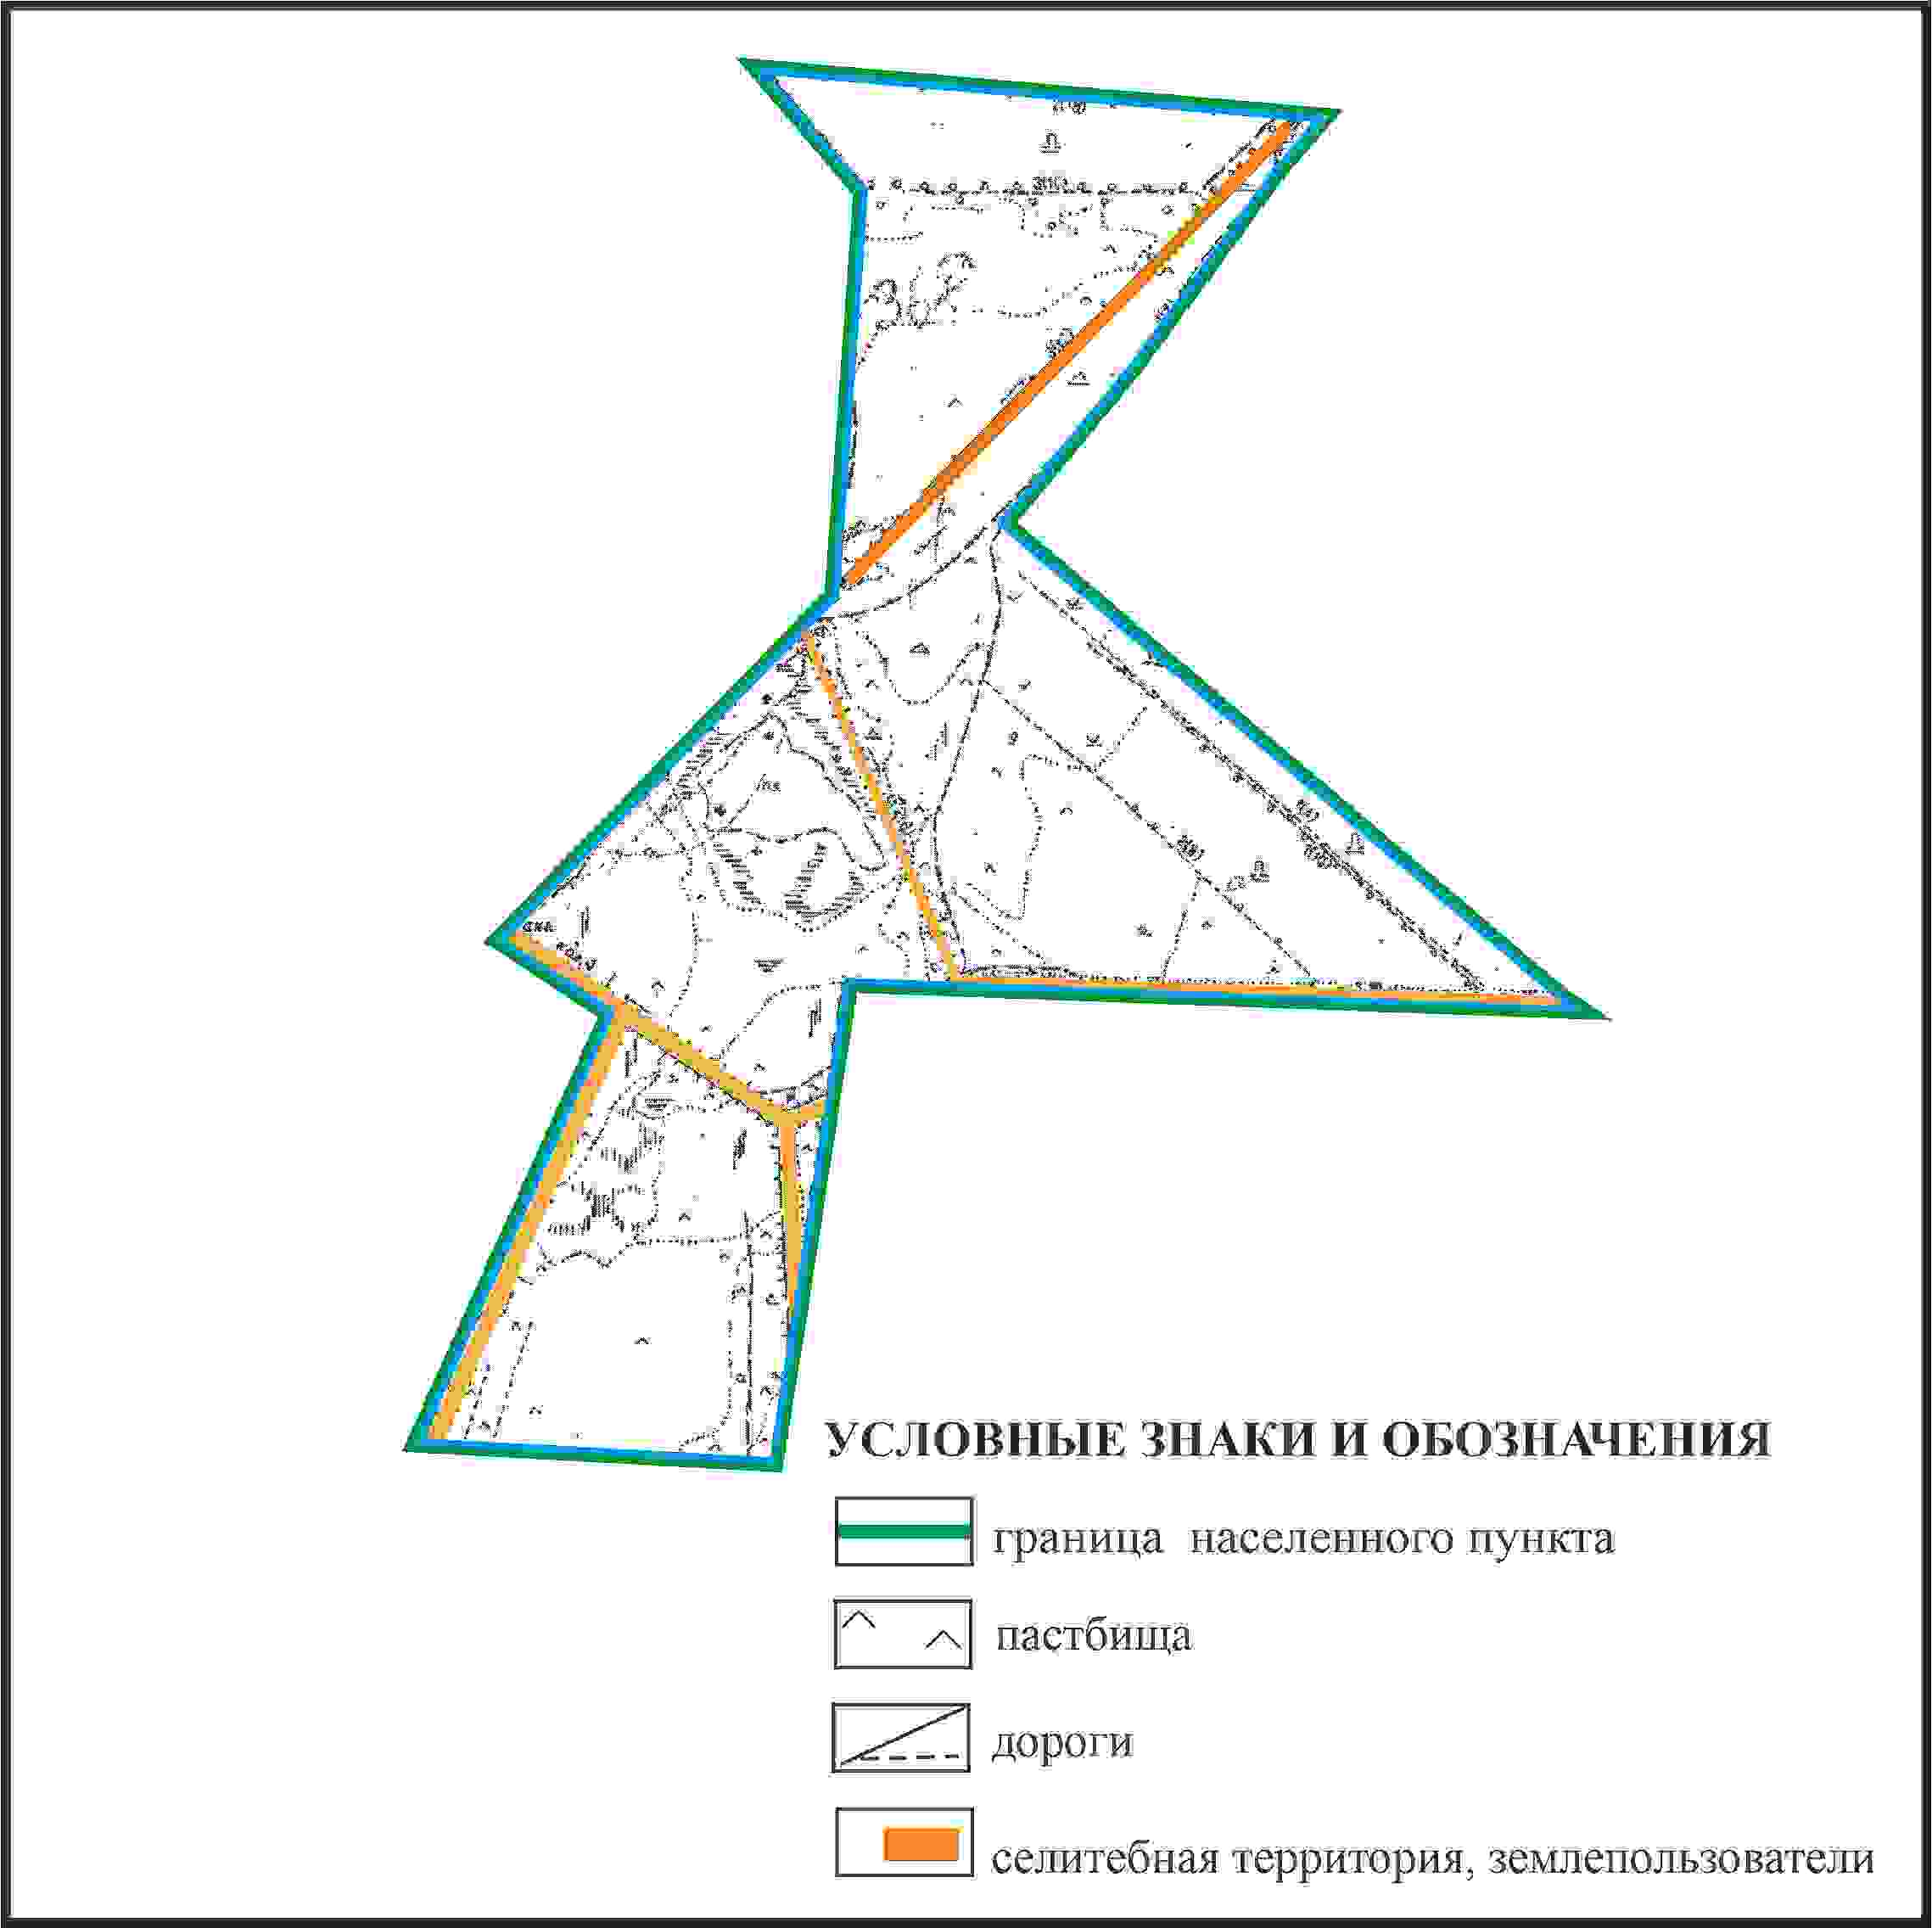 УСЛОВНЫЕ ЗНАКИ И ОБОЗНАЧЕНИЯ
граница населенного пункта
пастбища
дороги
селитебная территория, землепользователи